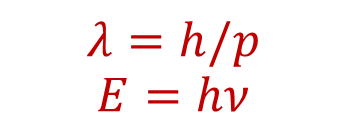 λ = h/p
E = hν